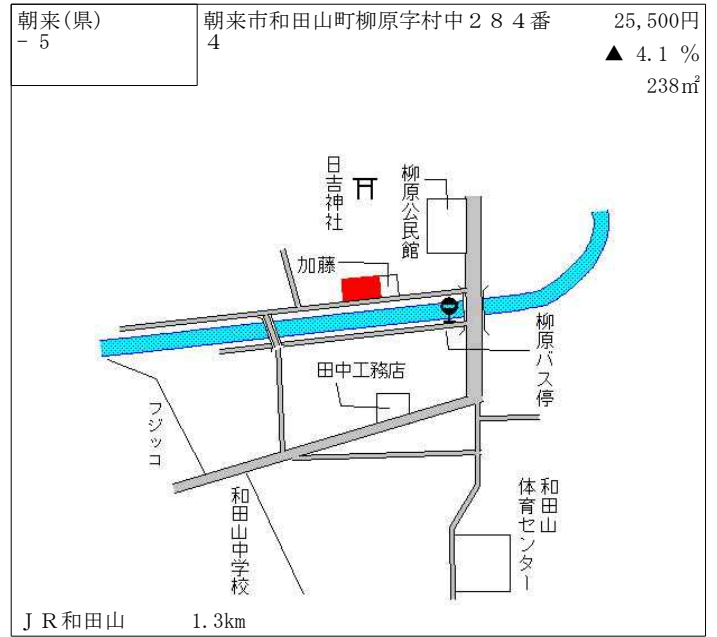 朝来(県)
- 5
朝来市和田山町柳原字村中２８４番
4
25,500円
▲ 4.1 %
238㎡
日吉神社
柳原公民館
加藤
柳原バス停
田中工務店
フジッコ
和田山中学校
和田山
体育センター
ＪＲ和田山
1.3km